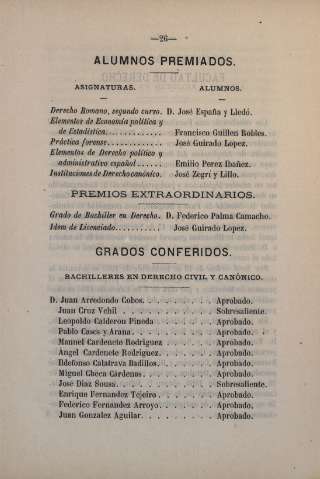 —26—
ALUMNOS PREMIADOS.
ASIGNATURAS. ALUMNOS.
Derecho Romano, segundo curso. D. José España y Lledó.
Elementos de Economía política y
de Estadística............. Francisco Guillen Robles.
Práctica forense............. José Guirado Lopez.
Elementos de Derecho político y
administrativo español...... Emilio Perez Ibañez.
Instituciones de Derecho canónico. José Zegrí y Lillo.
PREMIOS EXTRAORDINARIOS.
Grado de Bachiller en Derecho. D. Federico Palma Camacho.
Idem de Licenciado........... José Guirado Lopez.
GRADOS CONFERIDOS.
BACHILLERES EN DERECHO CIVIL Y CANÓNICO.
D. Juan Arredondo Cobos. . . . . . . . Aprobado.
Juan Cruz Vehil . . . . . . . . Sobresaliente.
Leopoldo Calderon Pineda . . . . . . Aprobado.
Pablo Cases y Arana. . . . . . . . Aprobado.
Manuel Cardenete Rodriguez . . . . . Aprobado.
Angel Cardenete Rodriguez. . . . . . Aprobado.
Ildefonso Calatrava Badillos. . . . . . Aprobado.
Miguel Checa Cárdenas. . . . . . . Aprobado.
José Diaz Sousa. . . . . . . . . Sobresaliente.
Enrique Fernandez Tejeiro. . . . . . Aprobado.
Federico Fernandez Arroyo. . . . . . Aprobado.
Juan Gonzalez Aguilar. . . . . . . Aprobado.